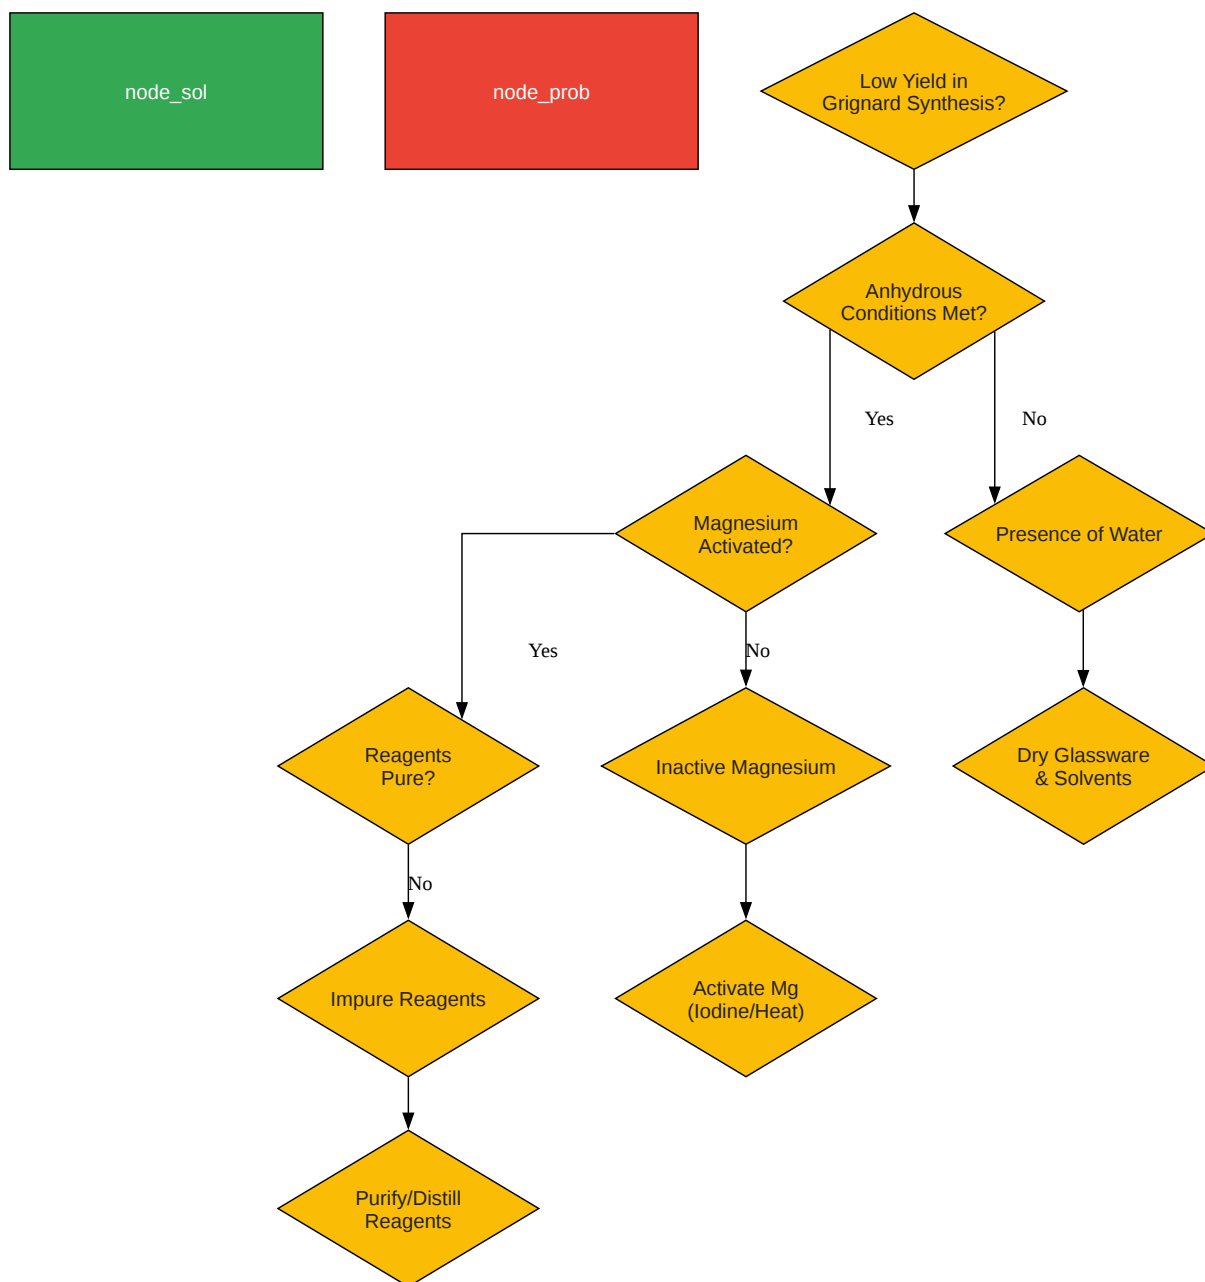 node_sol
node_prob
Low Yield in
Grignard Synthesis?
Anhydrous
Conditions Met?
Yes
No
Magnesium
Activated?
Presence of Water
Yes
No
Reagents
Pure?
Inactive Magnesium
Dry Glassware
& Solvents
No
Impure Reagents
Activate Mg
(Iodine/Heat)
Purify/Distill
Reagents